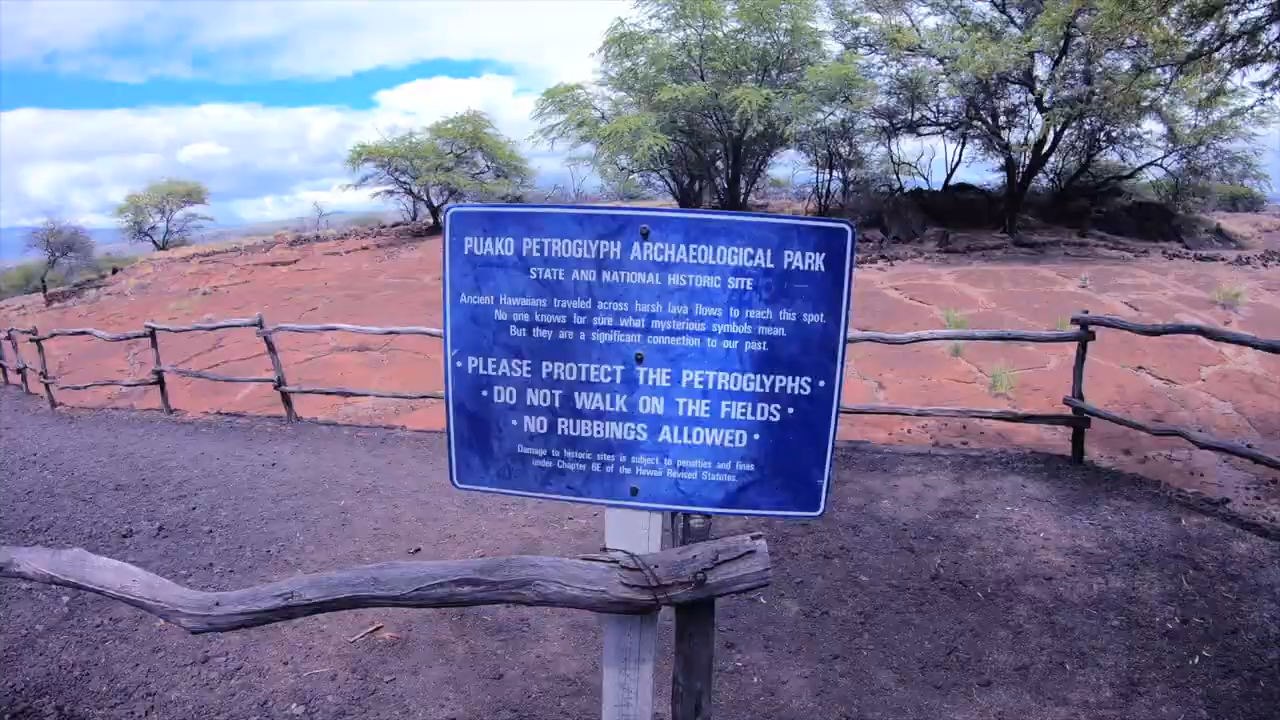 PUAKO PETROGLYPH ARCHAEOLOGICAL PARK
STATE AND NATIONAL HISTORIC SITE
Ancient Hawaiians traveled across harsh lava flows to reach this spot.
No one knows for sure what mysterious symbols mean.
But they are a significant connection to our past.
• PLEASE PROTECT THE PETROGLYPHS •
• DO NOT WALK ON THE FIELDS •
• NO RUBBINGS ALLOWED •
Damage to historic sites is subject to penalties and fines
under Chapter 6E of the Hawaii Revised Statutes.